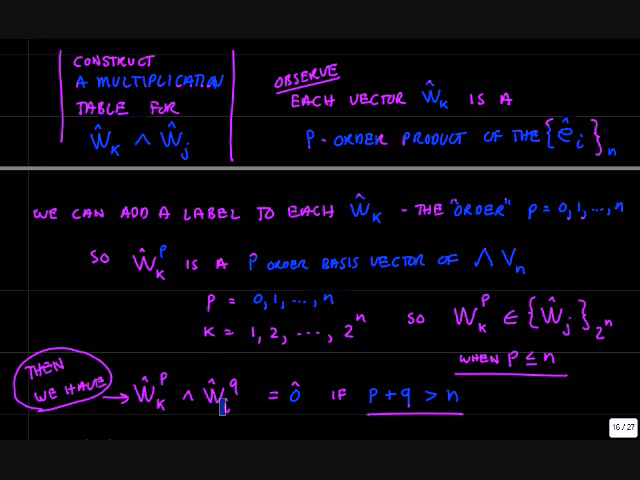 CONSTRUCT
A MULTIPLICATION
TABLE FOR
Ŵ_K ∧ Ŵ_j
OBSERVE
EACH VECTOR Ŵ_K IS A
P-ORDER PRODUCT OF THE {ê_i}_n
WE CAN ADD A LABEL TO EACH Ŵ_K - THE "ORDER" P = 0, 1, ..., n
SO Ŵ_K^P IS A P ORDER BASIS VECTOR OF ΛV_n
P = 0, 1, ..., n
K = 1, 2, ..., 2^n
SO W_K^P ∈ {Ŵ_j}_2^n
WHEN P ≤ n
THEN
WE HAVE → Ŵ_K^P ∧ Ŵ_j^q = ô IF P + q > n
16 / 27